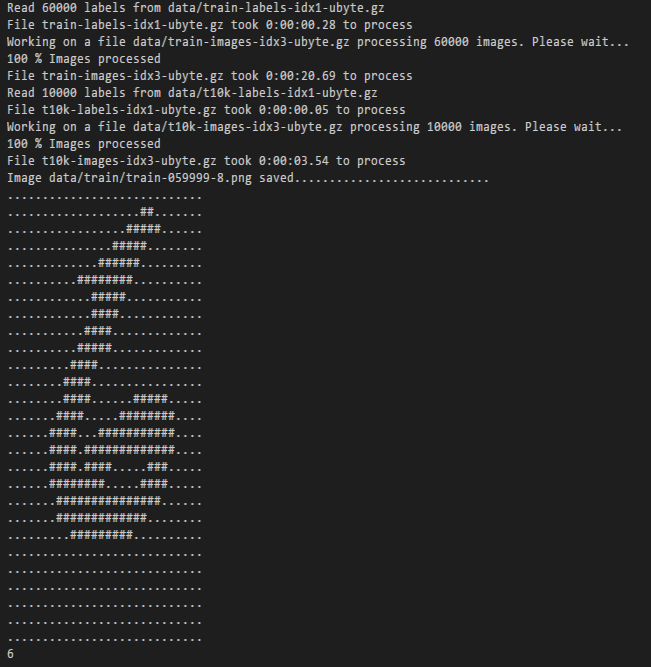 Read 60000 labels from data/train-labels-idx1-ubyte.gz
File train-labels-idx1-ubyte.gz took 0:00:00.28 to process
Working on a file data/train-images-idx3-ubyte.gz processing 60000 images. Please wait...
100 % Images processed
File train-images-idx3-ubyte.gz took 0:00:20.69 to process
Read 10000 labels from data/t10k-labels-idx1-ubyte.gz
File t10k-labels-idx1-ubyte.gz took 0:00:00.05 to process
Working on a file data/t10k-images-idx3-ubyte.gz processing 10000 images. Please wait...
100 % Images processed
File t10k-images-idx3-ubyte.gz took 0:00:03.54 to process
Image data/train/train-059999-8.png saved............................
............................
...................##.......
.................#####......
...............#####........
.............######.........
..........########..........
............#####...........
............####............
...........####.............
..........#####.............
.........####...............
........####................
........####......#####.....
.......####.....########....
......####...###########....
......####.#############....
......####.####.....###.....
......########.....####.....
.......###############......
.......#############........
.........#########..........
............................
............................
............................
............................
............................
............................
6